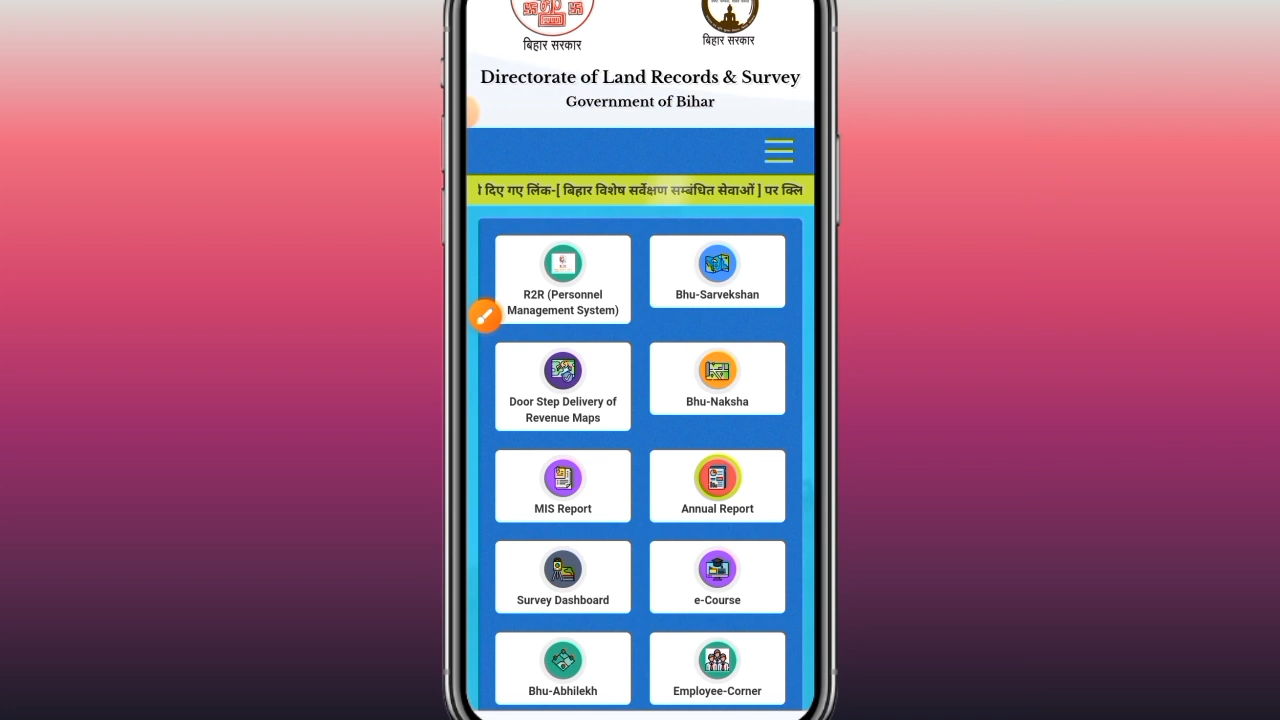 बिहार सरकार
बिहार सरकार
Directorate of Land Records & Survey
Government of Bihar
दिए गए लिंक-[ बिहार विशेष सर्वेक्षण सम्बंधित सेवाओं ] पर क्लि
R2R (Personnel
Management System)
Bhu-Sarvekshan
Door Step Delivery of
Revenue Maps
Bhu-Naksha
MIS Report
Annual Report
Survey Dashboard
e-Course
Bhu-Abhilekh
Employee-Corner